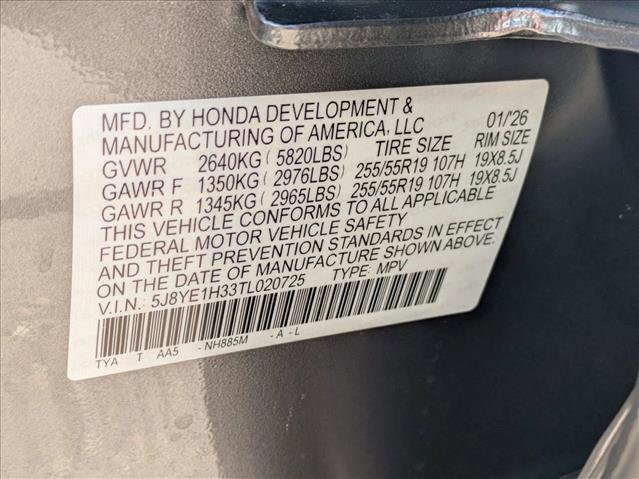 MFD. BY HONDA DEVELOPMENT &
MANUFACTURING OF AMERICA, LLC 01/'26
GVWR 2640KG ( 5820LBS) TIRE SIZE RIM SIZE
GAWR F 1350KG ( 2976LBS) 255/55R19 107H 19X8.5J
GAWR R 1345KG ( 2965LBS) 255/55R19 107H 19X8.5J
THIS VEHICLE CONFORMS TO ALL APPLICABLE
FEDERAL MOTOR VEHICLE SAFETY
AND THEFT PREVENTION STANDARDS IN EFFECT
ON THE DATE OF MANUFACTURE SHOWN ABOVE.
V.I.N.: 5J8YE1H33TL020725 TYPE: MPV
TYA T AA5 -NH885M -A -L